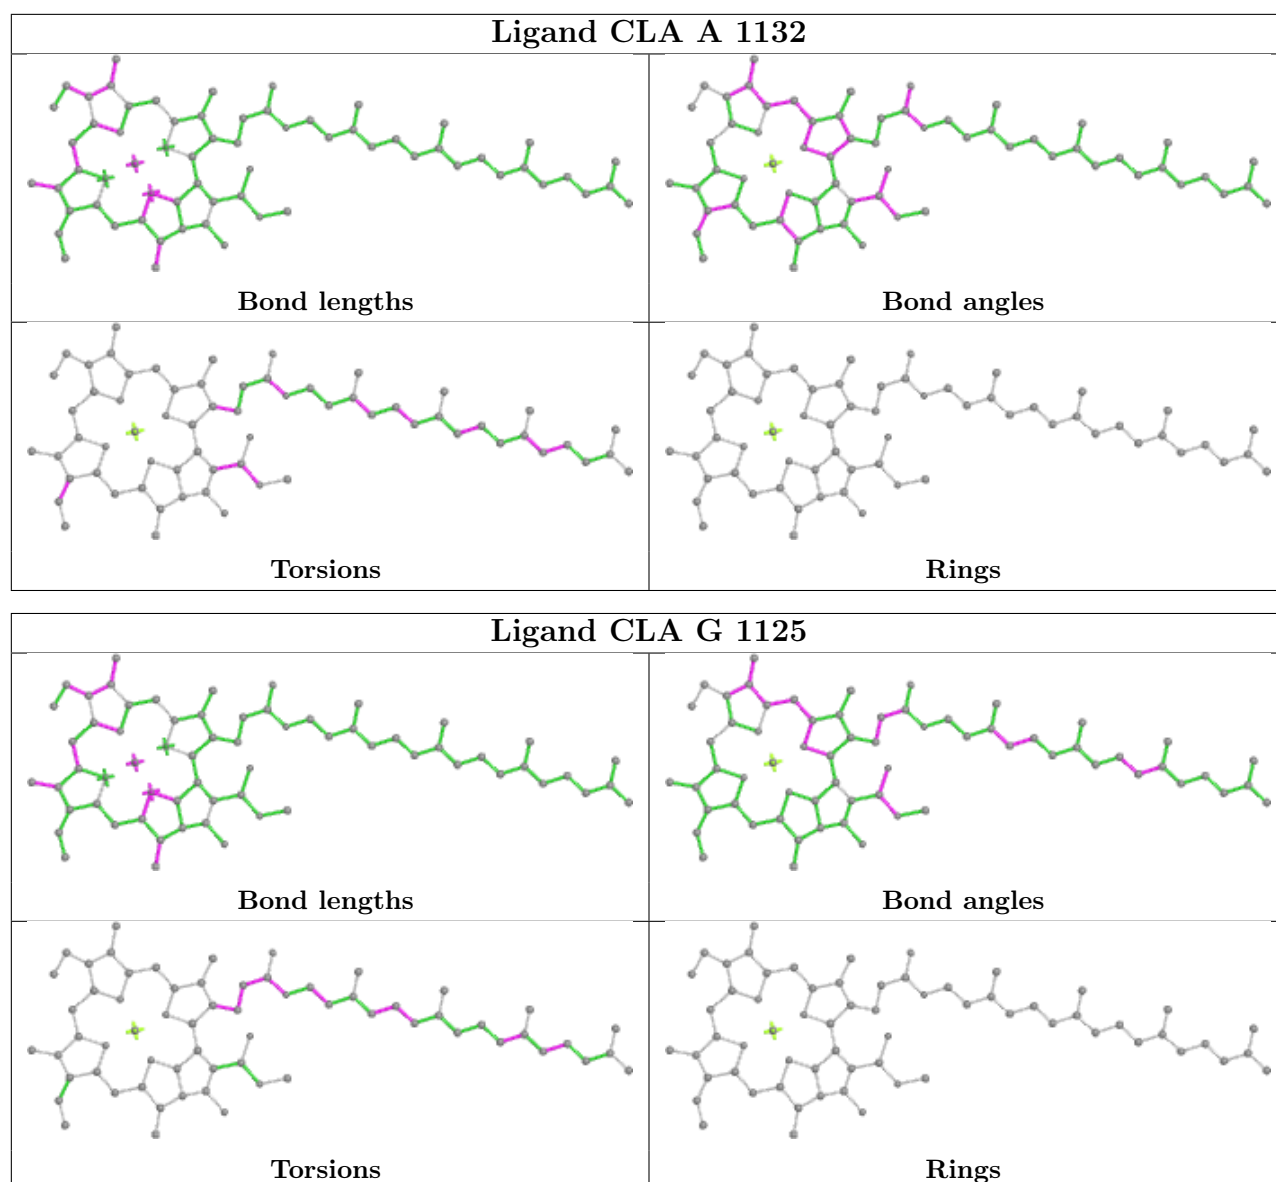 Ligand CLA A 1132
Bond lengths
Bond angles
Torsions
Rings
Ligand CLA G 1125
Bond lengths
Bond angles
Torsions
Rings